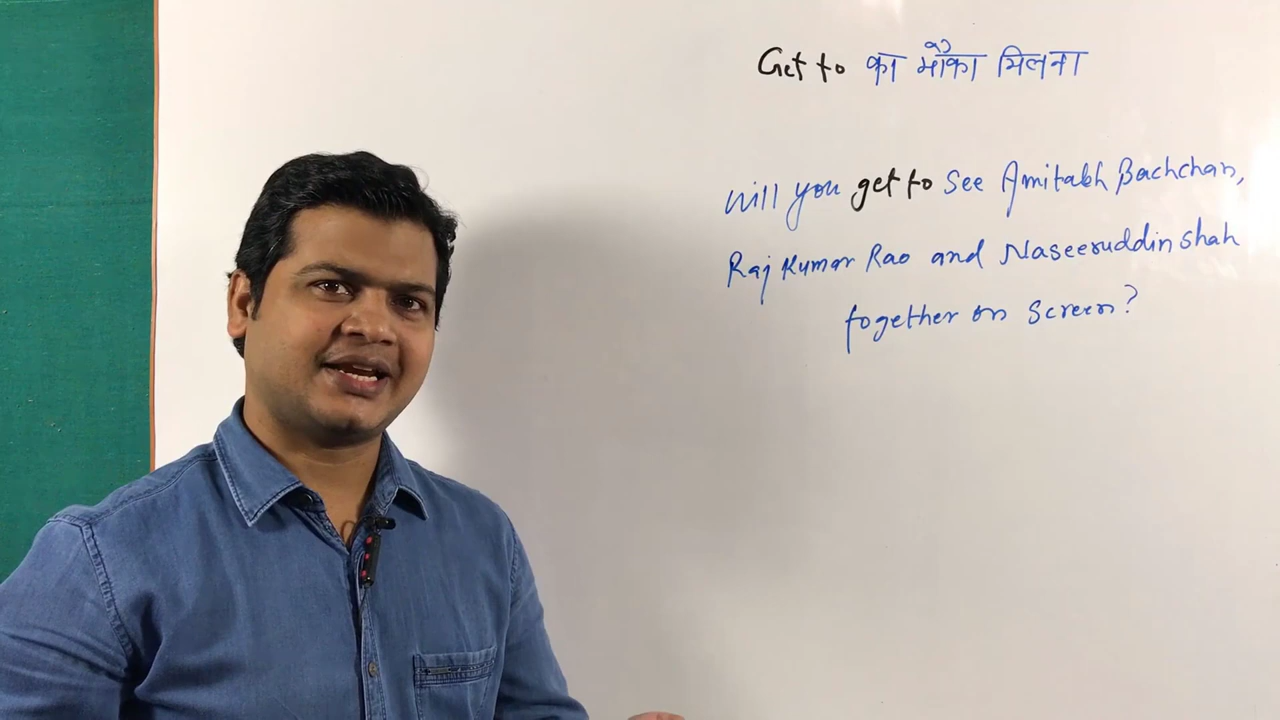 Get to का मौका मिलना
will you get to see Amitabh Bachchan,
Raj Kumar Rao and Naseeruddin shah
together on screen?